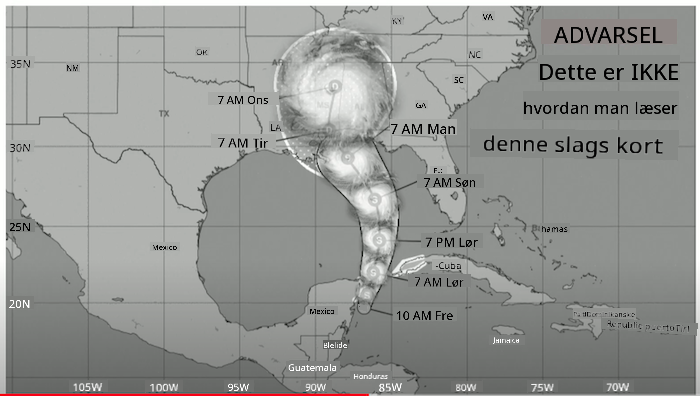 NY
VA
ADVARSEL
OK
NC
35N
NM
SC
Dette er IKKE
7 AM Ons
TX
GA
hvordan man læser
LA
7 AM Man
7 AM Tir
denne slags kort
30N
FL
7 AM Søn
Bahamas
25N
Mexico
7 PM Lør
-Cuba
7 AM Lør
20N
Mexico
10 AM Fre
Jamaica
Guatemala
Honduras
105W
100W
95W
90W
85W
80W
75W
70W